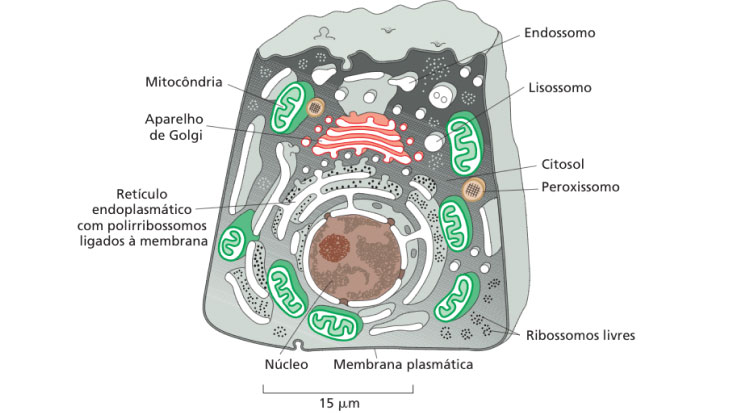 Endossomo
Mitocôndria
Lisossomo
Aparelho
de Golgi
Citosol
Peroxissomo
Retículo
endoplasmático
com polirribossomos
ligados à membrana
Ribossomos livres
Núcleo
Membrana plasmática
15 μm